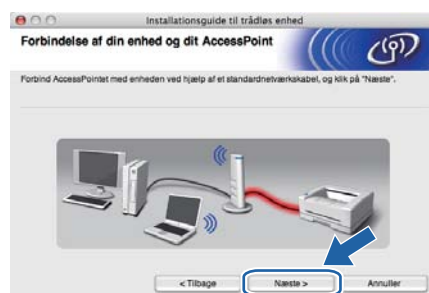 Installationsguide til trådløs enhed
Forbindelse af din enhed og dit AccessPoint
Forbind AccessPointet med enheden ved hjælp af et standardnetværkskabel, og klik på "Næste".
< Tilbage
Næste >
Annuller